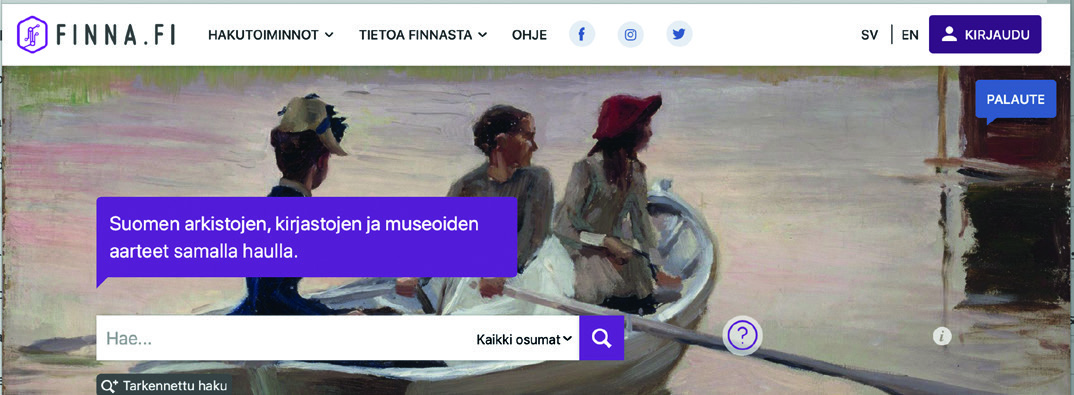 FINNA.FI HAKUTOIMINNOT TIETOA FINNASTA OHJE SV EN KIRJAUDU
PALAUTE
Suomen arkistojen, kirjastojen ja museoiden
aarteet samalla haulla.
Hae... Kaikki osumat ?
Tarkennettu haku